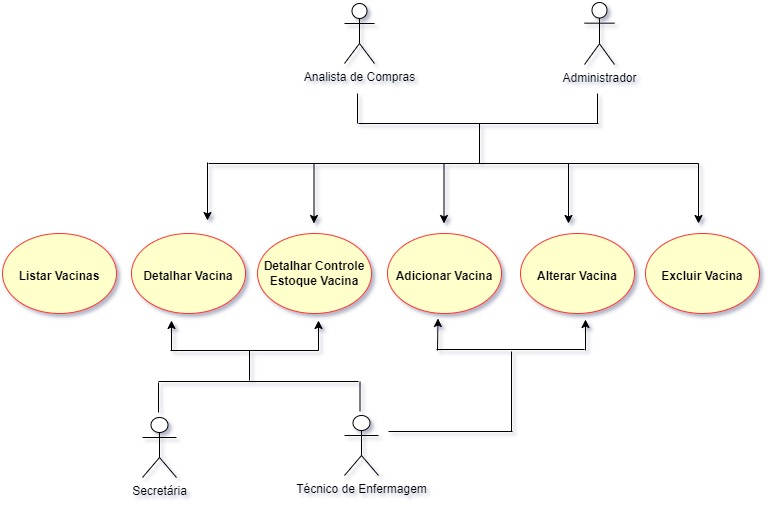 Analista de Compras
Administrador
Listar Vacinas
Detalhar Vacina
Detalhar Controle
Estoque Vacina
Adicionar Vacina
Alterar Vacina
Excluir Vacina
Secretária
Técnico de Enfermagem